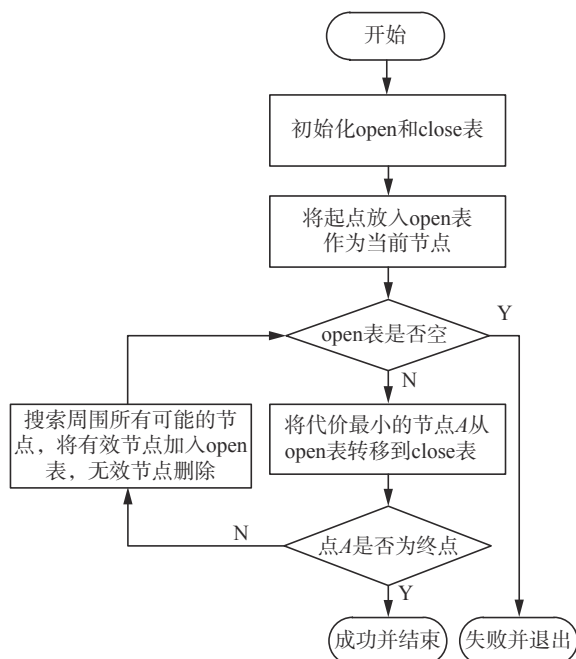 开始
初始化open和close表
将起点放入open表
作为当前节点
open表是否空
Y
N
搜索周围所有可能的节
点，将有效节点加入open
表，无效节点删除
将代价最小的节点A从
open表转移到close表
点A是否为终点
N
Y
成功并结束
失败并退出